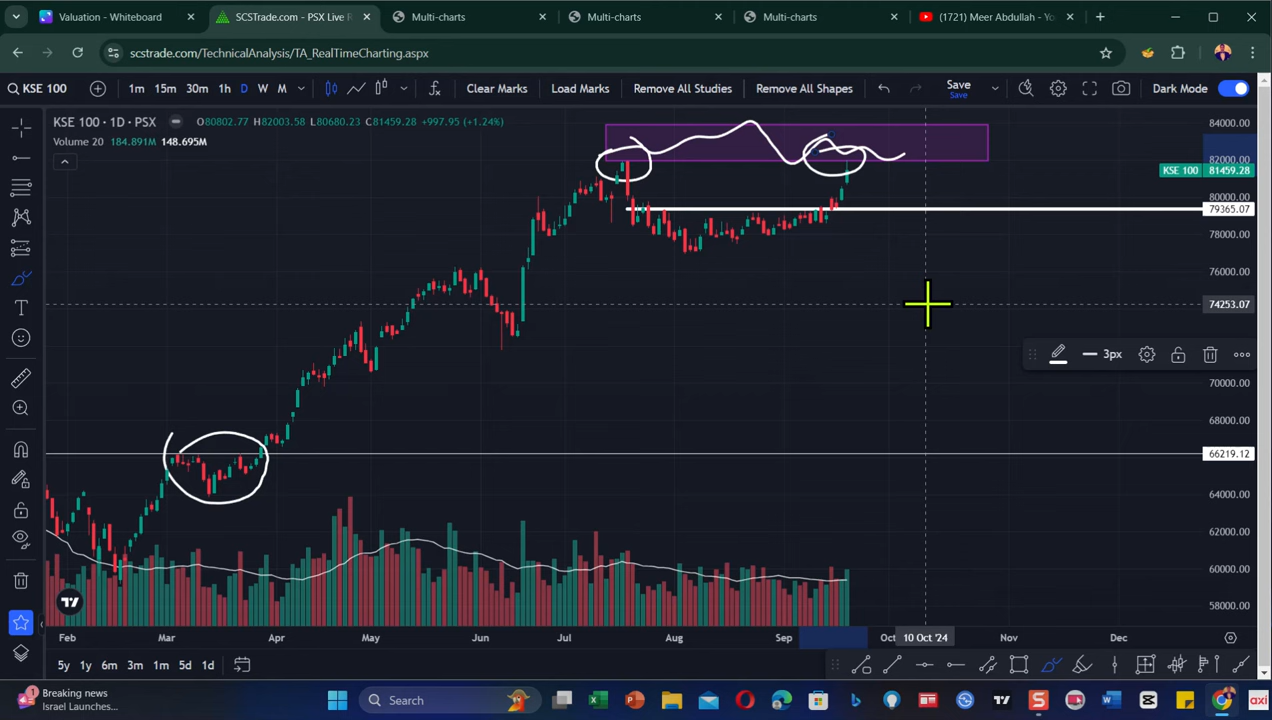 Valuation - Whiteboard
SCSTrade.com - PSX Live R
Multi-charts
Multi-charts
Multi-charts
(1721) Meer Abdullah - Yo
scstrade.com/TechnicalAnalysis/TA_RealTimeCharting.aspx
KSE 100
1m 15m 30m 1h D W M
Clear Marks
Load Marks
Remove All Studies
Remove All Shapes
Save
Save
Dark Mode
KSE 100 · 1D · PSX
O80802.77 H82003.58 L80680.23 C81459.28 +997.95 (+1.24%)
Volume 20 184.891M 148.695M
84000.00
82000.00
KSE 100 81459.28
80000.00
79365.07
78000.00
76000.00
74253.07
3px
70000.00
68000.00
66219.12
64000.00
62000.00
60000.00
58000.00
Feb Mar Apr May Jun Jul Aug Sep Oct 10 Oct '24 Nov Dec
5y 1y 6m 3m 1m 5d 1d
1
Breaking news
Israel Launches...
Search
axi